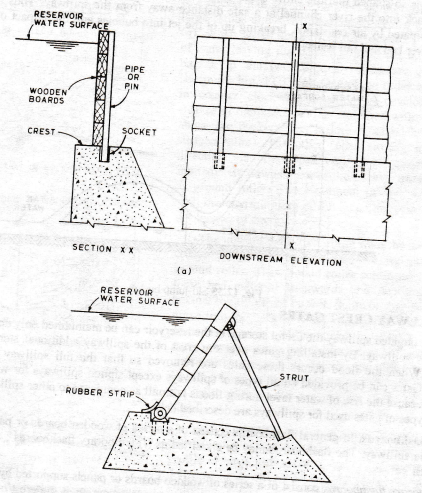 RESERVOIR
WATER SURFACE
X
WOODEN
BOARDS
PIPE
OR
PIN
CREST
SOCKET
X
SECTION XX
DOWNSTREAM ELEVATION
(a)
RESERVOIR
WATER SURFACE
STRUT
RUBBER STRIP